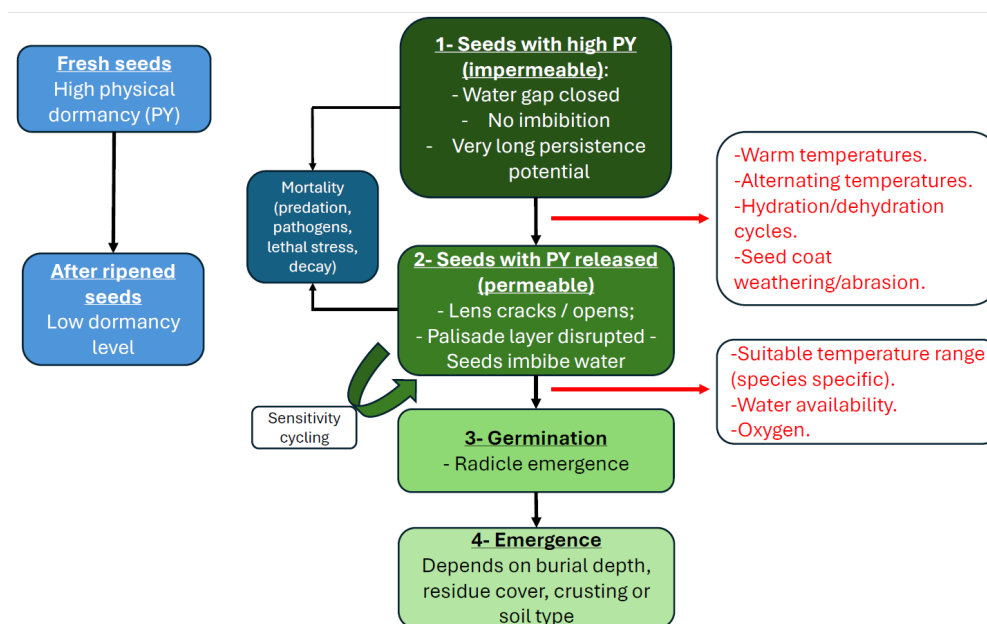 Fresh seeds
High physical
dormancy (PY)
After ripened
seeds
Low dormancy
level
Mortality
(predation,
pathogens,
lethal stress,
decay)
Sensitivity
cycling
1- Seeds with high PY
(impermeable):
- Water gap closed
- No imbibition
- Very long persistence
potential
2- Seeds with PY released
(permeable)
- Lens cracks / opens;
- Palisade layer disrupted -
Seeds imbibe water
3- Germination
- Radicle emergence
4- Emergence
Depends on burial depth,
residue cover, crusting or
soil type
-Warm temperatures.
-Alternating temperatures.
-Hydration/dehydration
cycles.
-Seed coat
weathering/abrasion.
-Suitable temperature range
(species specific).
-Water availability.
-Oxygen.